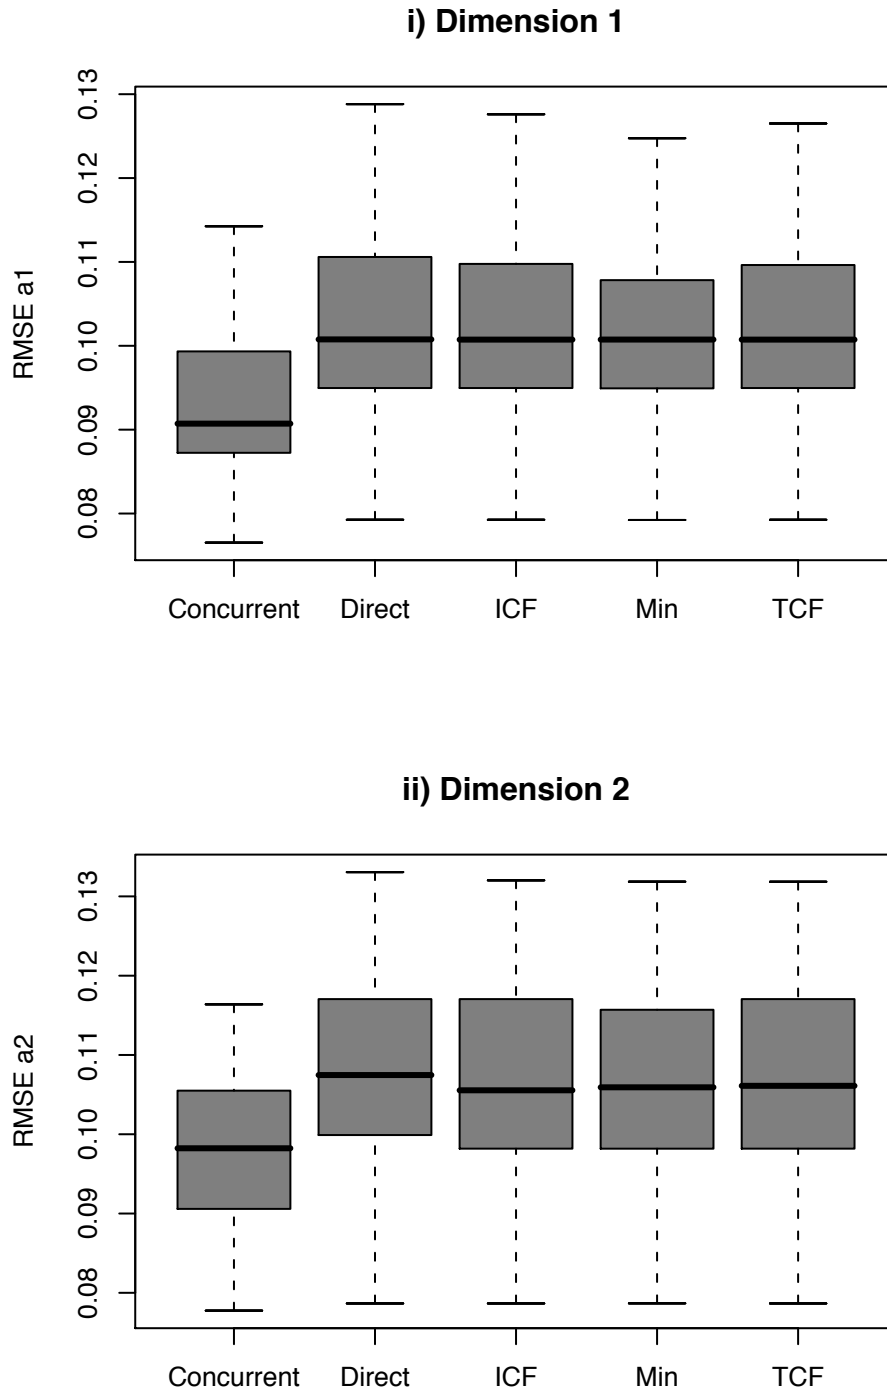 i) Dimension 1
RMSE a1
0.13
0.12
0.11
0.10
0.09
0.08
Concurrent Direct ICF Min TCF
ii) Dimension 2
RMSE a2
0.13
0.12
0.11
0.10
0.09
0.08
Concurrent Direct ICF Min TCF